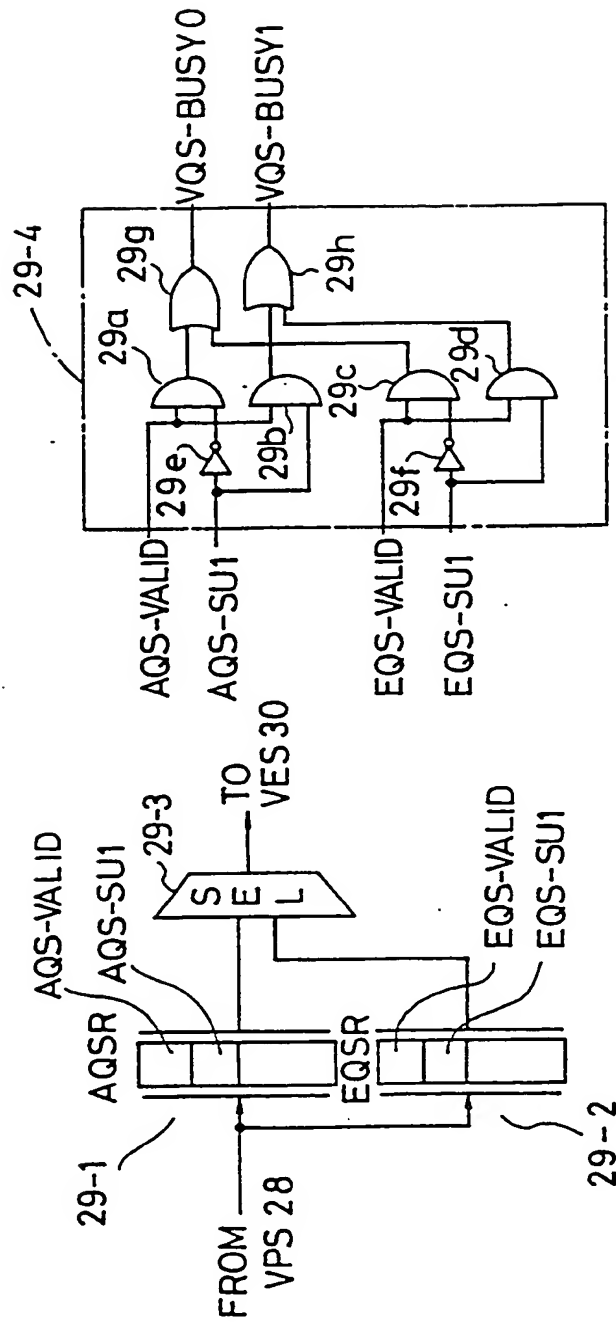 FROM
VPS 28
29-1
AQSR
AQS-VALID
AQS-SU1
29-3
SEL
TO
VES 30
EQSR
EQS-VALID
EQS-SU1
29-2
29-4
AQS-VALID
AQS-SU1
29e
29a
29b
29g
29h
VQS-BUSY0
VQS-BUSY1
EQS-VALID
EQS-SU1
29f
29c
29d